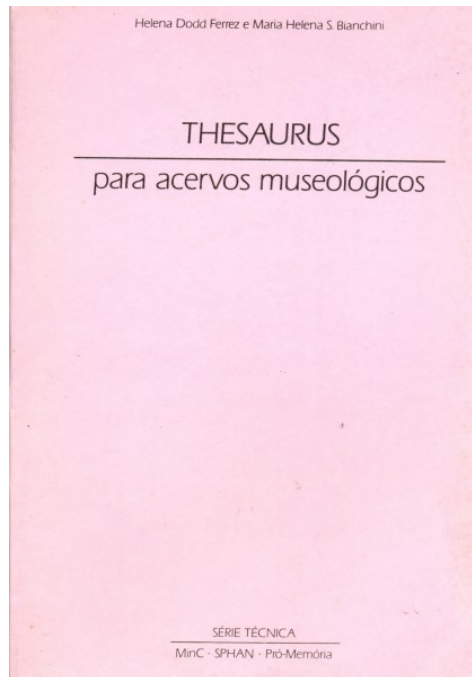 Helena Dodd Ferrez e Maria Helena S. Bianchini
THESAURUS
para acervos museológicos
SÉRIE TÉCNICA
MinC - SPHAN - Pró-Memória